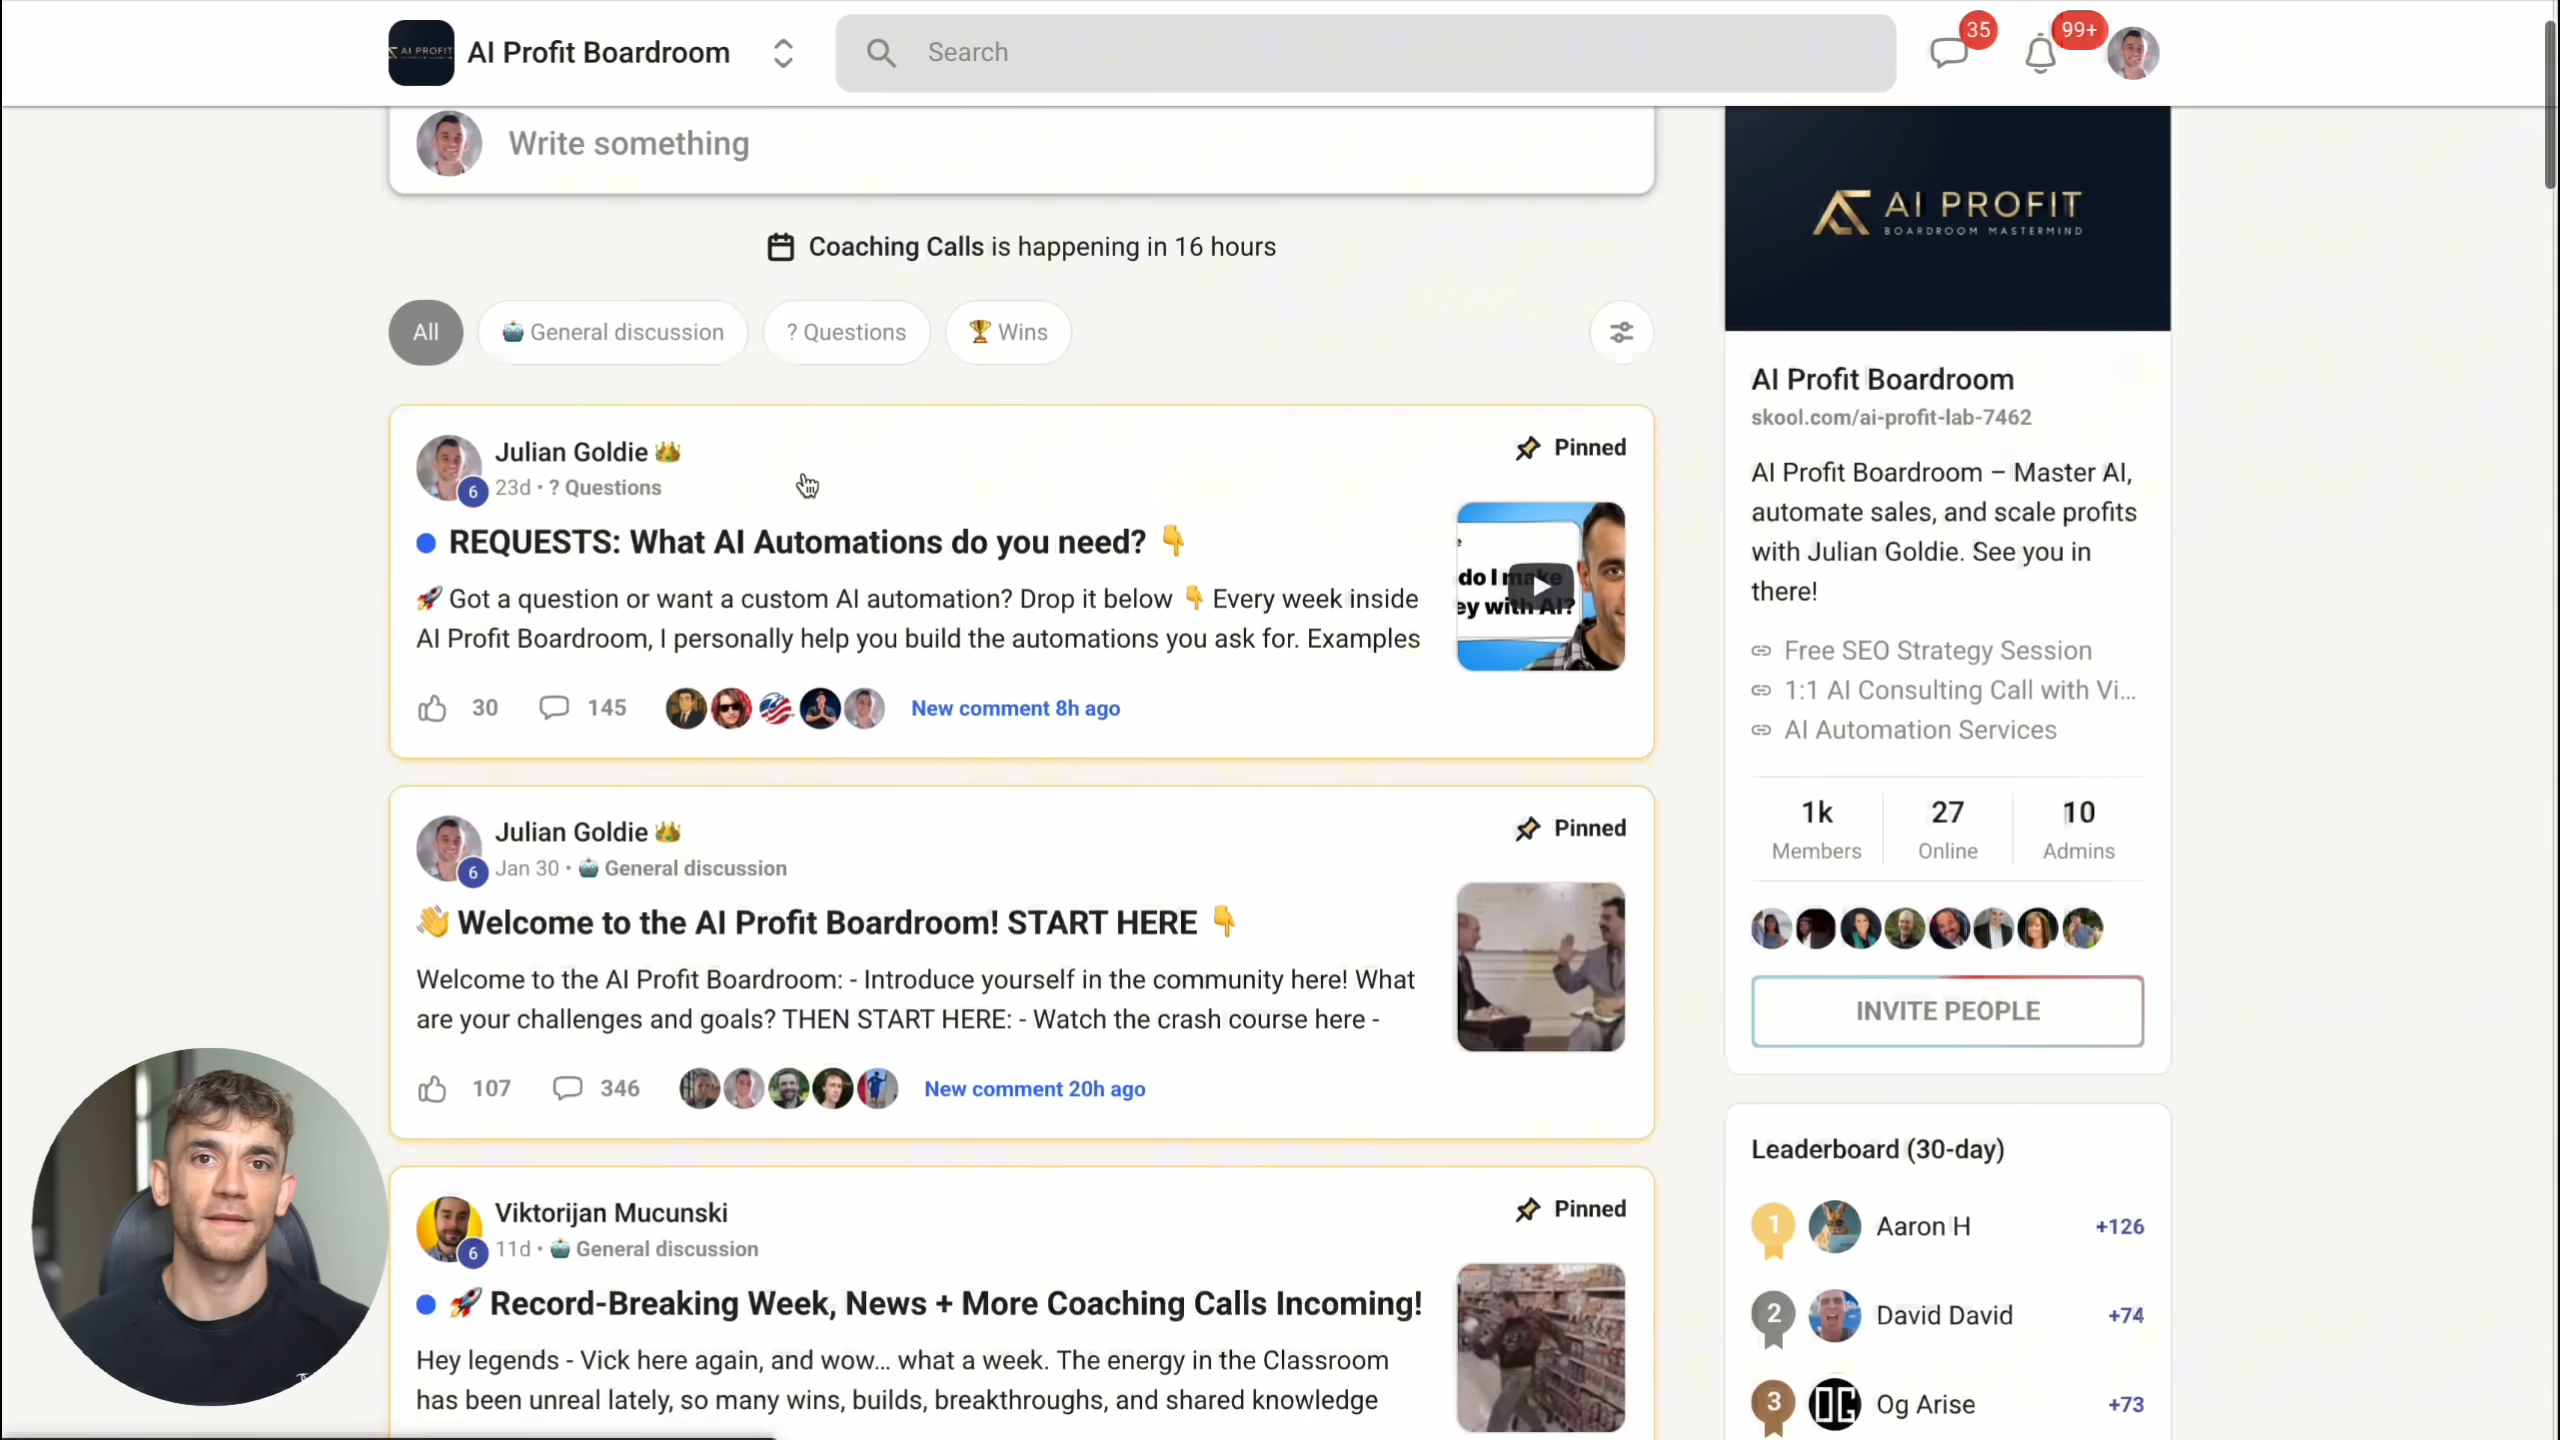 AI PROFIT
AI Profit Boardroom
Search
35
99+
Write something
Coaching Calls is happening in 16 hours
All
General discussion
? Questions
Wins
Julian Goldie
Pinned
6
23d • ? Questions
REQUESTS: What AI Automations do you need?
Got a question or want a custom AI automation? Drop it below Every week inside
AI Profit Boardroom, I personally help you build the automations you ask for. Examples
do I make
ey with AI?
30
145
New comment 8h ago
Julian Goldie
Pinned
6
Jan 30 • General discussion
Welcome to the AI Profit Boardroom! START HERE
Welcome to the AI Profit Boardroom: - Introduce yourself in the community here! What
are your challenges and goals? THEN START HERE: - Watch the crash course here -
107
346
New comment 20h ago
Viktorijan Mucunski
Pinned
6
11d • General discussion
Record-Breaking Week, News + More Coaching Calls Incoming!
Hey legends - Vick here again, and wow... what a week. The energy in the Classroom
has been unreal lately, so many wins, builds, breakthroughs, and shared knowledge
AI PROFIT
BOARDROOM MASTERMIND
AI Profit Boardroom
skool.com/ai-profit-lab-7462
AI Profit Boardroom – Master AI,
automate sales, and scale profits
with Julian Goldie. See you in
there!
Free SEO Strategy Session
1:1 AI Consulting Call with Vi...
AI Automation Services
1k
Members
27
Online
10
Admins
INVITE PEOPLE
Leaderboard (30-day)
1
Aaron H
+126
2
David David
+74
3
OG
Og Arise
+73